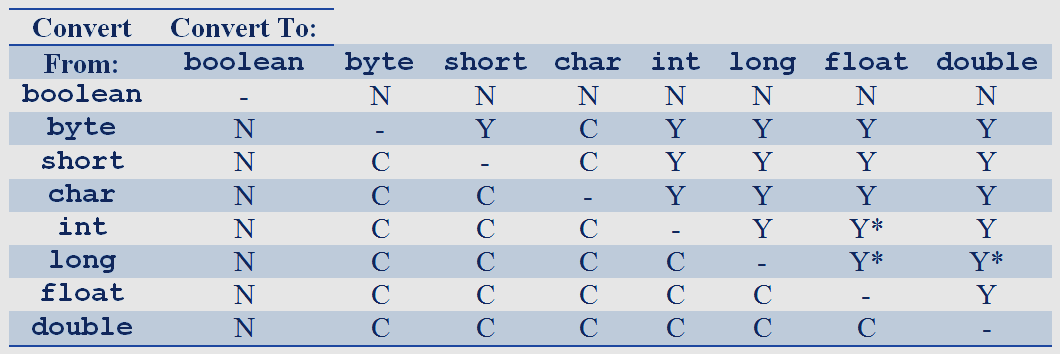 Convert Convert To:
From: boolean byte short char int long float double
boolean - N N N N N N N
byte N - Y C Y Y Y Y
short N C - C Y Y Y Y
char N C C - Y Y Y Y
int N C C C - Y Y* Y
long N C C C C - Y* Y*
float N C C C C C - Y
double N C C C C C C -